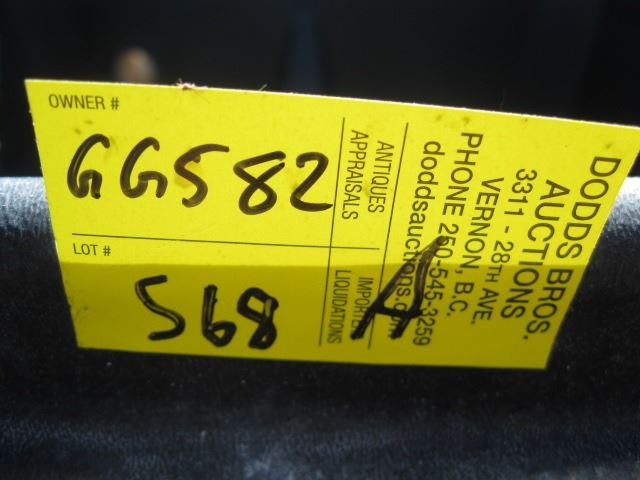 OWNER #
GG582
LOT #
568 A
ANTIQUES
APPRAISALS
LIQUIDATIONS
DODDS BROS.
AUCTIONS
3311 - 28TH AVE.
VERNON, B.C.
PHONE 250-545-3259
doddsauctions.com